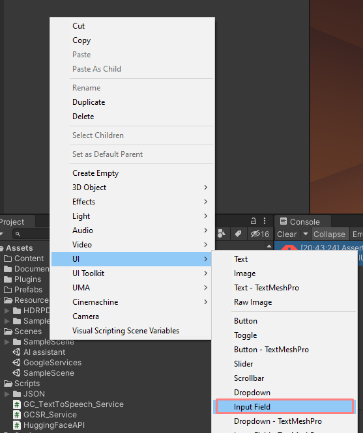 Cut
Copy
Paste
Paste As Child
Rename
Duplicate
Delete
Select Children
Set as Default Parent
Create Empty
3D Object
Effects
Light
Audio
Video
UI
UI Toolkit
UMA
Cinemachine
Camera
Visual Scripting Scene Variables
Text
Image
Text - TextMeshPro
Raw Image
Button
Toggle
Button - TextMeshPro
Slider
Scrollbar
Dropdown
Input Field
Dropdown - TextMeshPro
Project
Assets
Content
Documen
Plugins
Prefabs
Resource
HDRPD
Sample
Scenes
SampleScene
AI assistant
GoogleServices
SampleScene
Scripts
JSON
GC_TextToSpeech_Service
GCSR_Service
HuggingFaceAPI
16
Console
Clear
Collapse
[20:43:24] Assert